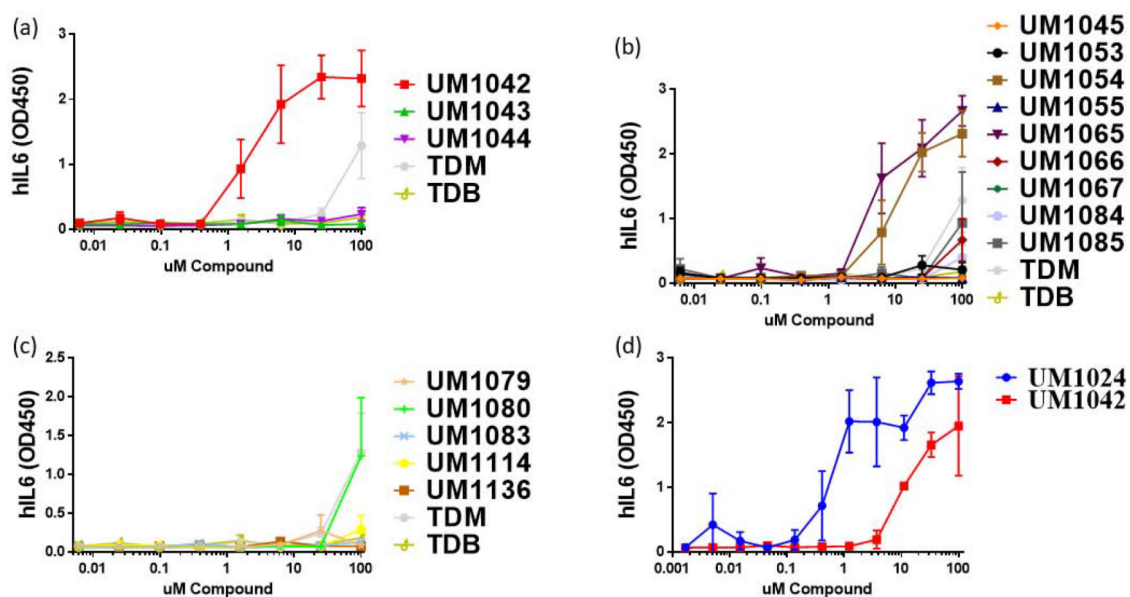 (a)
3
2
1
0
hIL6 (OD450)
0.01
0.1
1
10
100
uM Compound
UM1042
UM1043
UM1044
TDM
TDB
(b)
3
2
1
0
hIL6 (OD450)
0.01
0.1
1
10
100
uM Compound
UM1045
UM1053
UM1054
UM1055
UM1065
UM1066
UM1067
UM1084
UM1085
TDM
TDB
(c)
2.5
2.0
1.5
1.0
0.5
0.0
hIL6 (OD450)
0.01
0.1
1
10
100
uM Compound
UM1079
UM1080
UM1083
UM1114
UM1136
TDM
TDB
(d)
3
2
1
0
hIL6 (OD450)
0.001
0.01
0.1
1
10
100
uM Compound
UM1024
UM1042